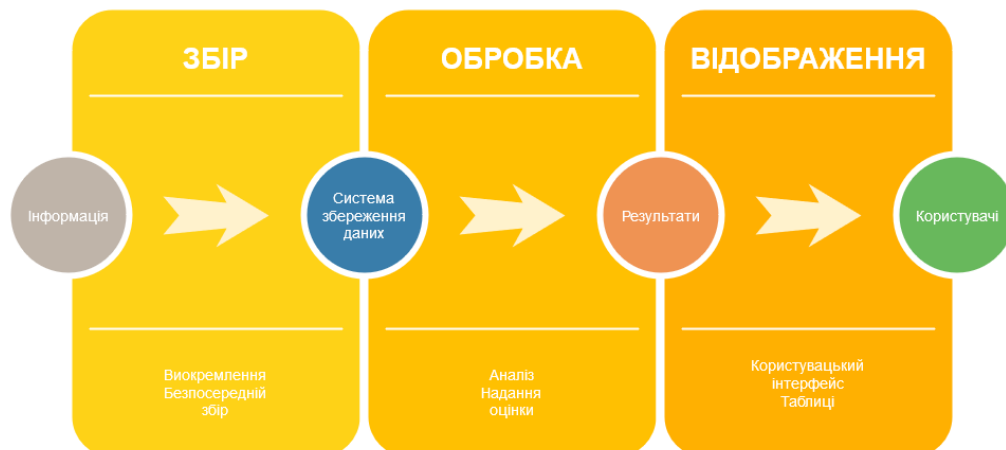 ЗБІР
ОБРОБКА
ВІДОБРАЖЕННЯ
Інформація
Система
збереження
даних
Результати
Користувачі
Виокремлення
Безпосередній
збір
Аналіз
Надання
оцінки
Користувацький
інтерфейс
Таблиці